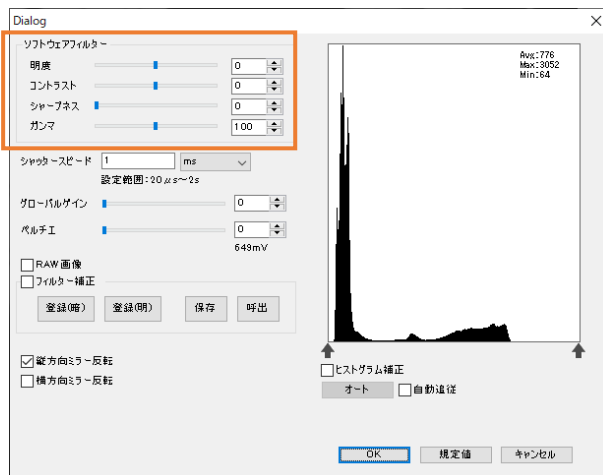 Dialog
ソフトウェアフィルター
明度 0
コントラスト 0
シャープネス 0
ガンマ 100
シャッタースピード 1 ms
設定範囲:20μs~2s
グローバルゲイン 0
ペルチェ 0
649mV
RAW画像
フィルター補正
登録(暗) 登録(明) 保存 呼出
縦方向ミラー反転
横方向ミラー反転
Avg:776
Max:3052
Min:64
ヒストグラム補正
オート 自動追従
OK 規定値 キャンセル